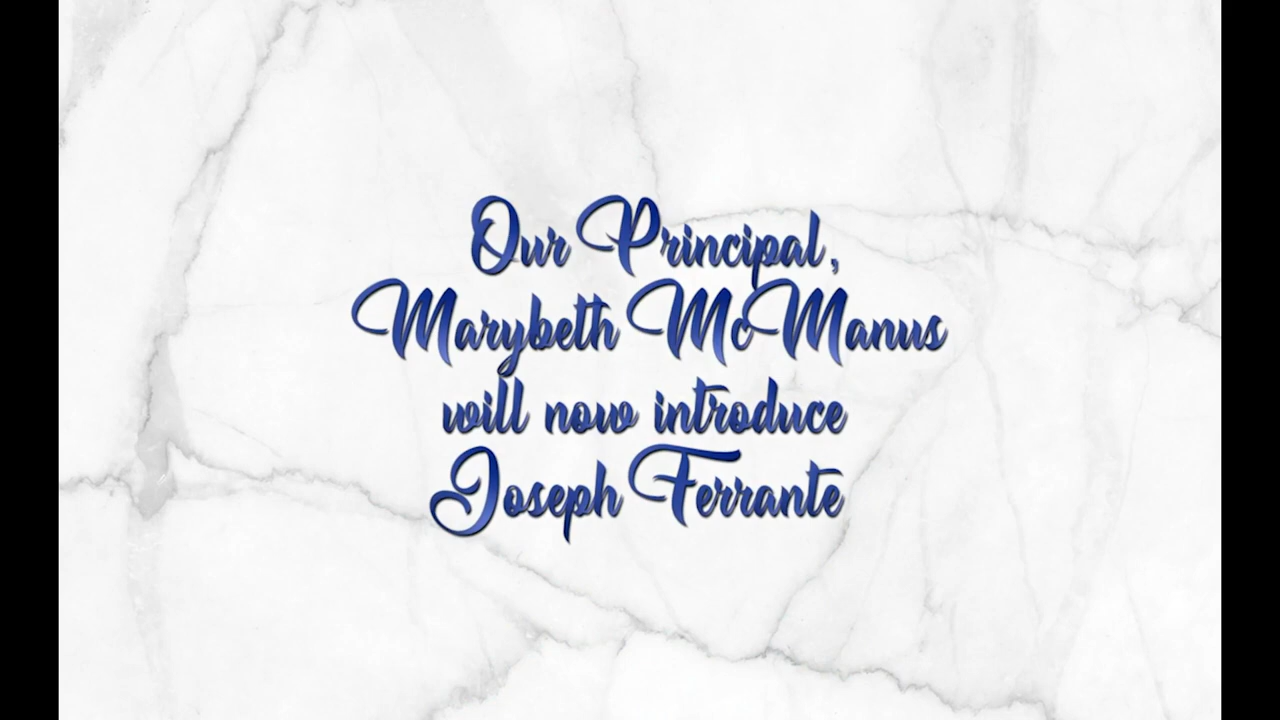 Our Principal,
Marybeth McManus
will now introduce
Joseph Ferrante